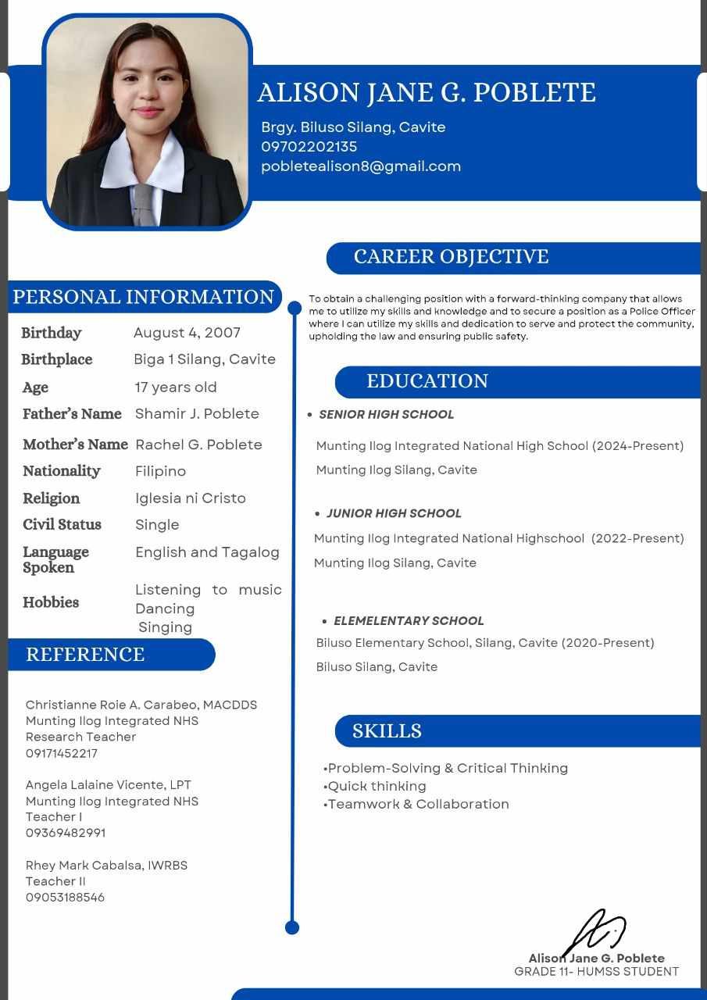 ALISON JANE G. POBLETE
Brgy. Biluso Silang, Cavite
09702202135
pobletealison8@gmail.com
PERSONAL INFORMATION
Birthday August 4, 2007
Birthplace Biga 1 Silang, Cavite
Age 17 years old
Father's Name Shamir J. Poblete
Mother's Name Rachel G. Poblete
Nationality Filipino
Religion Iglesia ni Cristo
Civil Status Single
Language English and Tagalog
Spoken
Listening to music
Hobbies Dancing
Singing
REFERENCE
Christianne Roie A. Carabeo, MACDDS
Munting Ilog Integrated NHS
Research Teacher
09171452217
Angela Lalaine Vicente, LPT
Munting Ilog Integrated NHS
Teacher I
09369482991
Rhey Mark Cabalsa, IWRBS
Teacher II
09053188546
CAREER OBJECTIVE
To obtain a challenging position with a forward-thinking company that allows
me to utilize my skills and knowledge and to secure a position as a Police Officer
where I can utilize my skills and dedication to serve and protect the community,
upholding the law and ensuring public safety.
EDUCATION
• SENIOR HIGH SCHOOL
Munting Ilog Integrated National High School (2024-Present)
Munting Ilog Silang, Cavite
• JUNIOR HIGH SCHOOL
Munting Ilog Integrated National Highschool (2022-Present)
Munting Ilog Silang, Cavite
• ELEMELENTARY SCHOOL
Biluso Elementary School, Silang, Cavite (2020-Present)
Biluso Silang, Cavite
SKILLS
•Problem-Solving & Critical Thinking
•Quick thinking
•Teamwork & Collaboration
Alison Jane G. Poblete
GRADE 11- HUMSS STUDENT